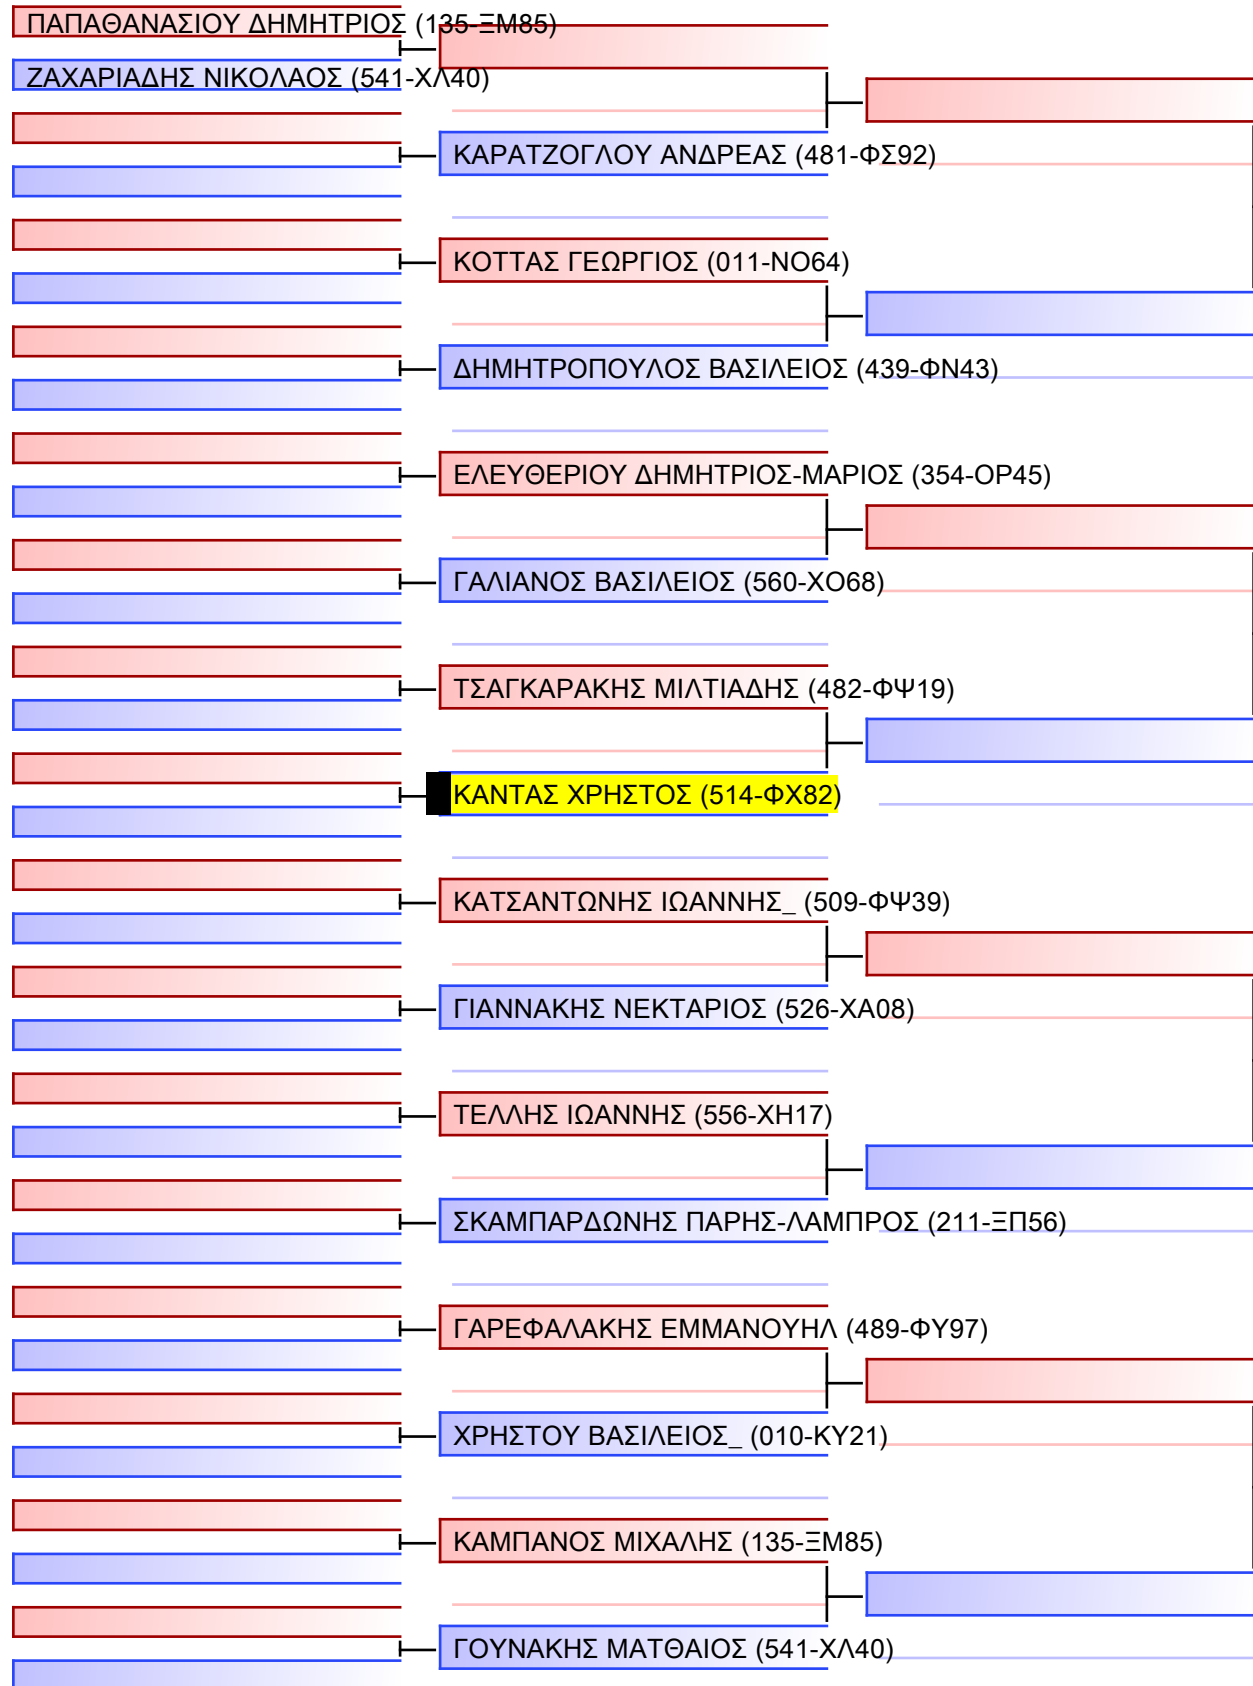 ΠΑΠΑΘΑΝΑΣΙΟΥ ΔΗΜΗΤΡΙΟΣ (135-ΞΜ85)
ΖΑΧΑΡΙΑΔΗΣ ΝΙΚΟΛΑΟΣ (541-ΧΛ40)
ΚΑΡΑΤΖΟΓΛΟΥ ΑΝΔΡΕΑΣ (481-ΦΣ92)
ΚΟΤΤΑΣ ΓΕΩΡΓΙΟΣ (011-ΝΟ64)
ΔΗΜΗΤΡΟΠΟΥΛΟΣ ΒΑΣΙΛΕΙΟΣ (439-ΦΝ43)
ΕΛΕΥΘΕΡΙΟΥ ΔΗΜΗΤΡΙΟΣ-ΜΑΡΙΟΣ (354-ΟΡ45)
ΓΑΛΙΑΝΟΣ ΒΑΣΙΛΕΙΟΣ (560-ΧΟ68)
ΤΣΑΓΚΑΡΑΚΗΣ ΜΙΛΤΙΑΔΗΣ (482-ΦΨ19)
ΚΑΝΤΑΣ ΧΡΗΣΤΟΣ (514-ΦΧ82)
ΚΑΤΣΑΝΤΩΝΗΣ ΙΩΑΝΝΗΣ_ (509-ΦΨ39)
ΓΙΑΝΝΑΚΗΣ ΝΕΚΤΑΡΙΟΣ (526-ΧΑ08)
ΤΕΛΛΗΣ ΙΩΑΝΝΗΣ (556-ΧΗ17)
ΣΚΑΜΠΑΡΔΩΝΗΣ ΠΑΡΗΣ-ΛΑΜΠΡΟΣ (211-ΞΠ56)
ΓΑΡΕΦΑΛΑΚΗΣ ΕΜΜΑΝΟΥΗΛ (489-ΦΥ97)
ΧΡΗΣΤΟΥ ΒΑΣΙΛΕΙΟΣ_ (010-ΚΥ21)
ΚΑΜΠΑΝΟΣ ΜΙΧΑΛΗΣ (135-ΞΜ85)
ΓΟΥΝΑΚΗΣ ΜΑΤΘΑΙΟΣ (541-ΧΛ40)